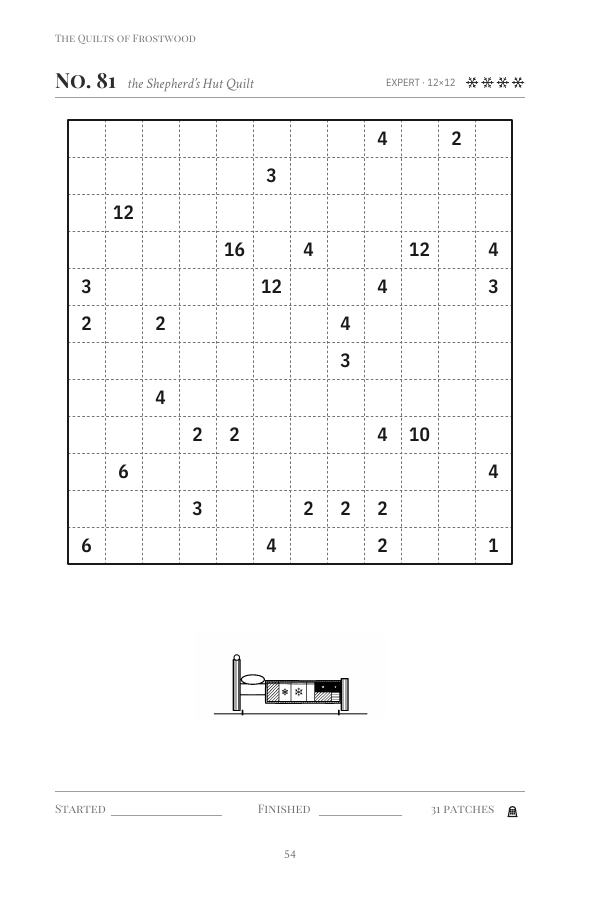 The Quilts of Frostwood
No. 81 the Shepherd's Hut Quilt EXPERT · 12×12
4 2
3
12
16 4 12 4
3 12 4 3
2 2 4
3
4
2 2 4 10
6 4
3 2 2 2
6 4 2 1
Started Finished 31 patches
54